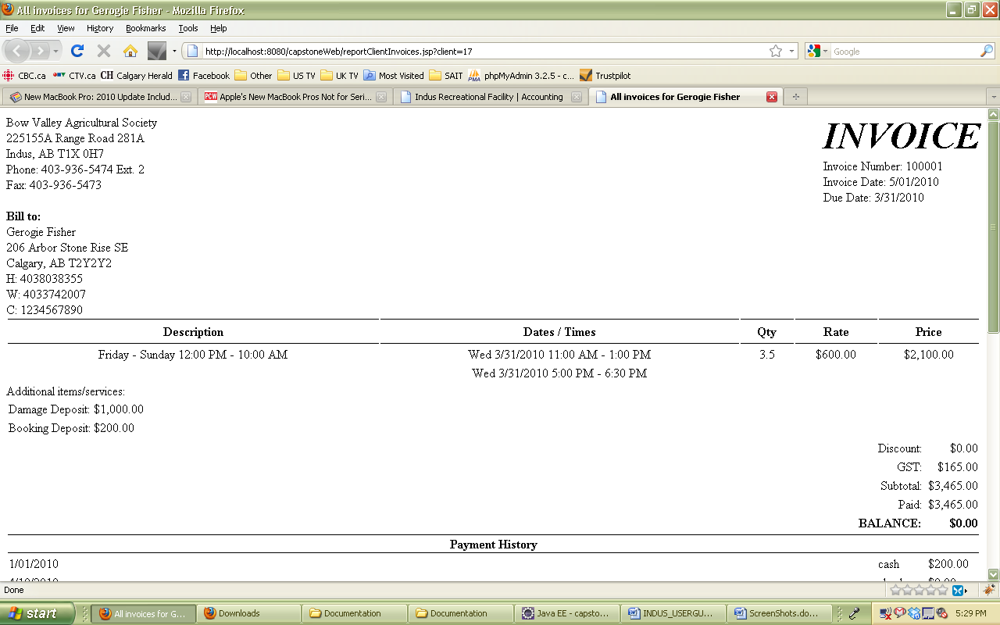 All invoices for Gerogie Fisher - Mozilla Firefox
File Edit View History Bookmarks Tools Help
http://localhost:8080/capstoneWeb/reportClientInvoices.jsp?client=17
Google
CBC.ca CTV.ca CH Calgary Herald Facebook Other US TV UK TV Most Visited SAIT PMA phpMyAdmin 3.2.5 - c... Trustpilot
New MacBook Pro: 2010 Update Includ... PCW Apple's New MacBook Pros Not for Seri... Indus Recreational Facility | Accounting All invoices for Gerogie Fisher
Bow Valley Agricultural Society
225155A Range Road 281A
Indus, AB T1X 0H7
Phone: 403-936-5474 Ext. 2
Fax: 403-936-5473
INVOICE
Invoice Number: 100001
Invoice Date: 5/01/2010
Due Date: 3/31/2010
Bill to:
Gerogie Fisher
206 Arbor Stone Rise SE
Calgary, AB T2Y2Y2
H: 4038038355
W: 4033742007
C: 1234567890
Description Dates / Times Qty Rate Price
Friday - Sunday 12:00 PM - 10:00 AM Wed 3/31/2010 11:00 AM - 1:00 PM 3.5 $600.00 $2,100.00
Wed 3/31/2010 5:00 PM - 6:30 PM
Additional items/services:
Damage Deposit: $1,000.00
Booking Deposit: $200.00
Discount: $0.00
GST: $165.00
Subtotal: $3,465.00
Paid: $3,465.00
BALANCE: $0.00
Payment History
1/01/2010 cash $200.00
Done
start All invoices for G... Downloads Documentation Documentation Java EE - capsto... INDUS_USERGU... ScreenShots.do... 5:29 PM